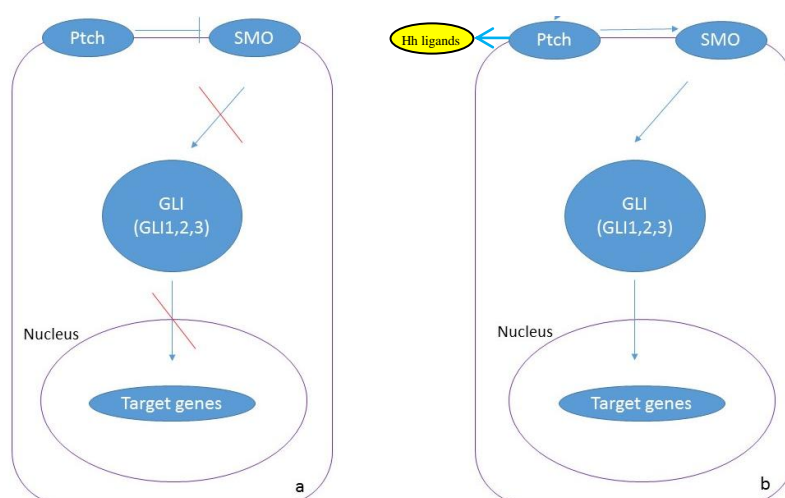 Ptch
SMO
GLI
(GLI1,2,3)
Nucleus
Target genes
a
Hh ligands
Ptch
SMO
GLI
(GLI1,2,3)
Nucleus
Target genes
b